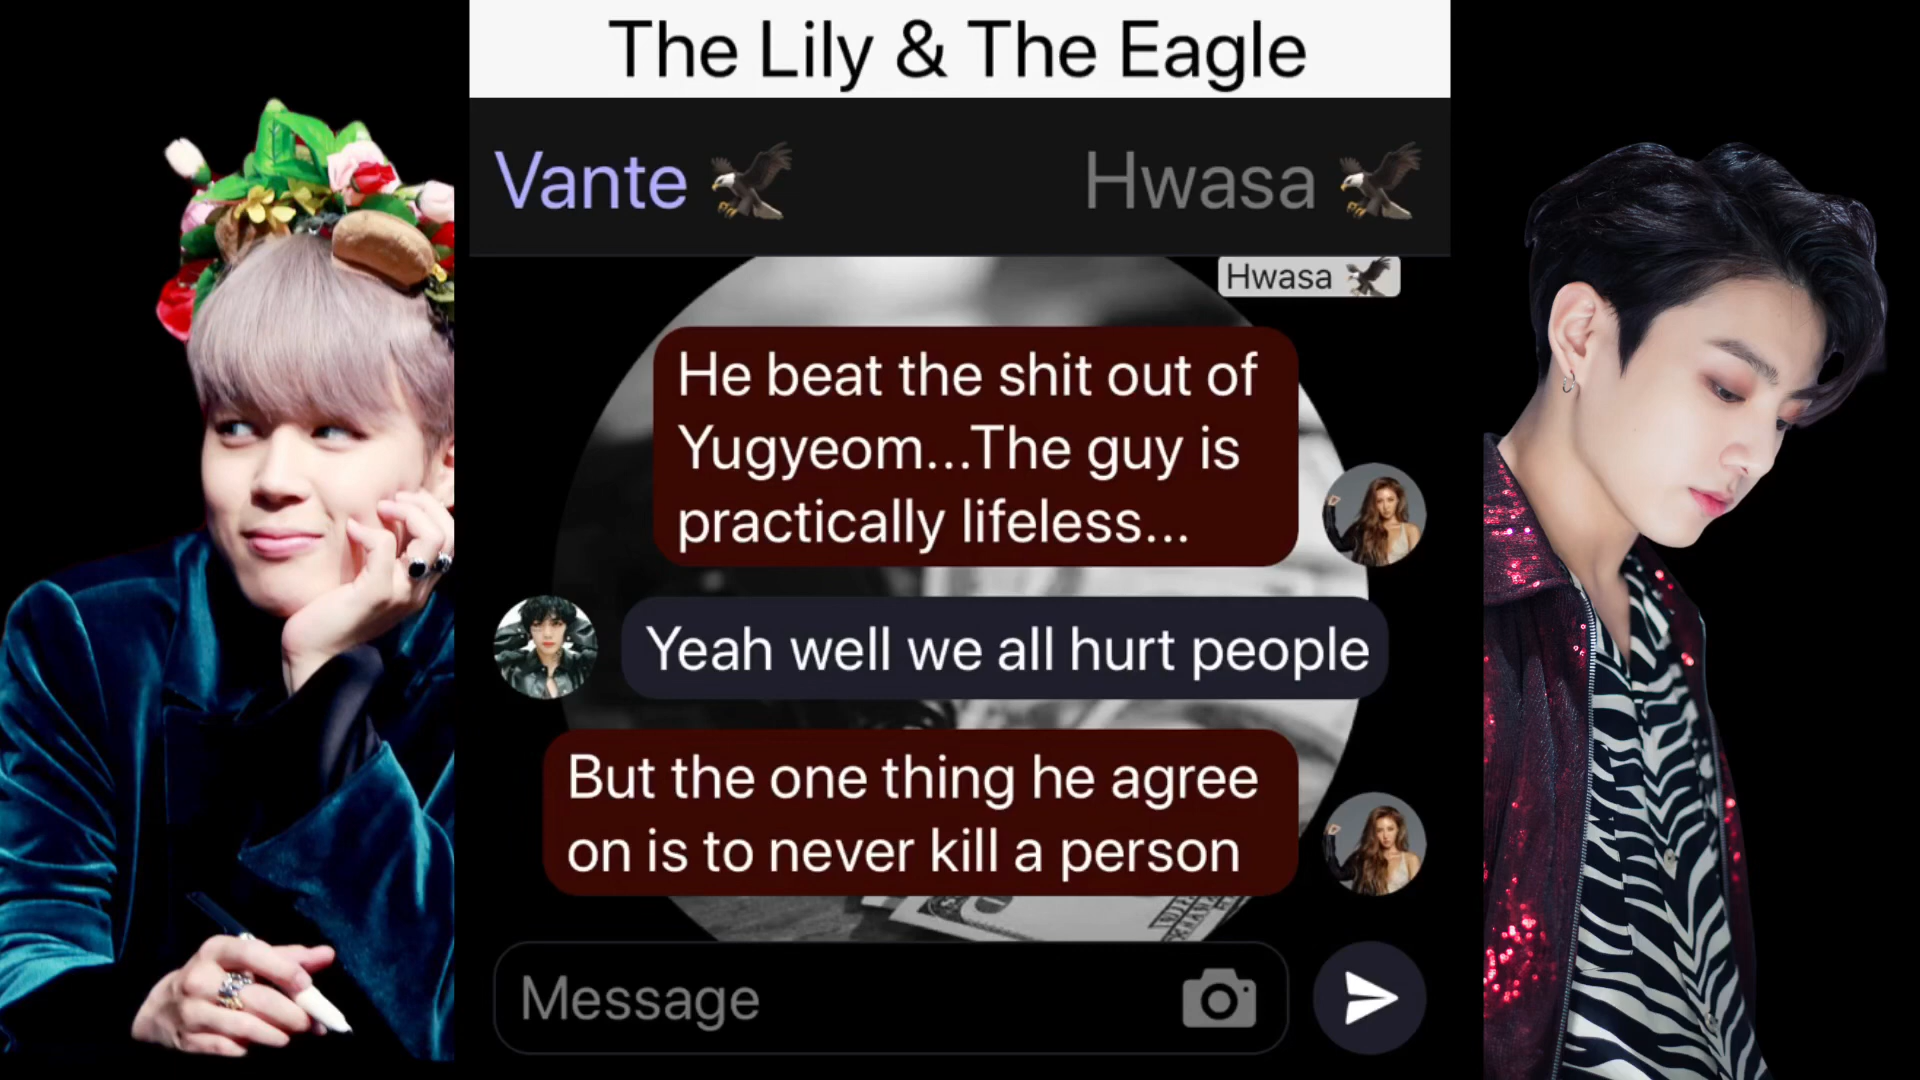 The Lily & The Eagle
Vante 🦅 Hwasa 🦅
Hwasa 🦅
He beat the shit out of
Yugyeom...The guy is
practically lifeless...
Yeah well we all hurt people
But the one thing he agree
on is to never kill a person
Message